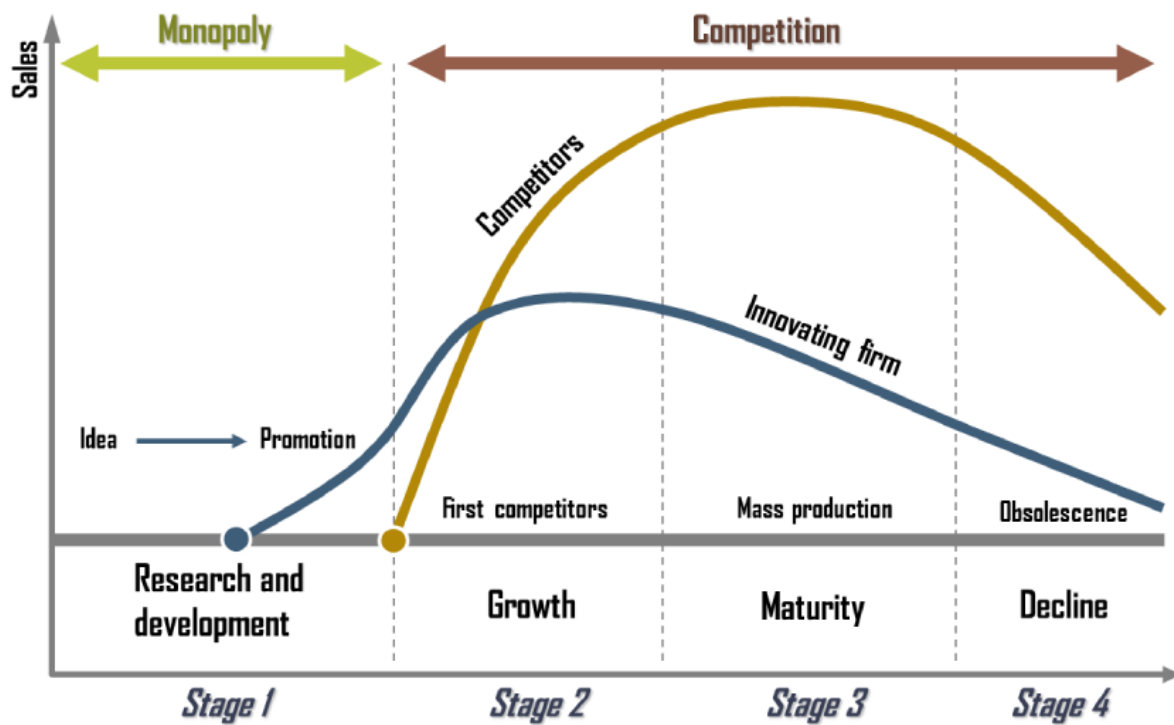 Monopoly
Competition
Sales
Competitors
Innovating firm
Idea
Promotion
First competitors
Mass production
Obsolescence
Research and
development
Growth
Maturity
Decline
Stage 1
Stage 2
Stage 3
Stage 4